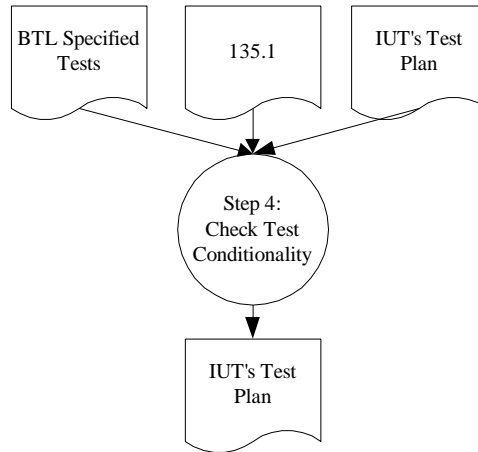 BTL Specified
Tests
135.1
IUT's Test
Plan
Step 4:
Check Test
Conditionality
IUT's Test
Plan